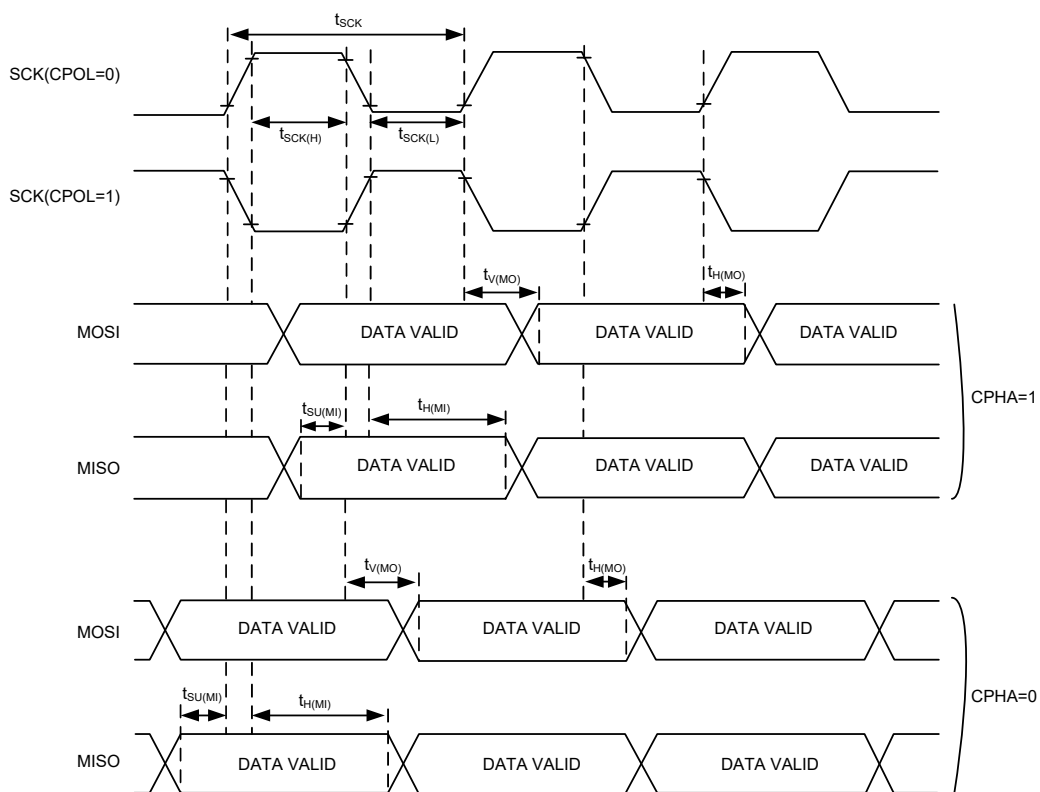 tSCK
SCK(CPOL=0)
tSCK(H)
tSCK(L)
SCK(CPOL=1)
tV(MO)
tH(MO)
MOSI
DATA VALID
DATA VALID
DATA VALID
CPHA=1
tSU(MI)
tH(MI)
MISO
DATA VALID
DATA VALID
DATA VALID
tV(MO)
tH(MO)
MOSI
DATA VALID
DATA VALID
DATA VALID
CPHA=0
tSU(MI)
tH(MI)
MISO
DATA VALID
DATA VALID
DATA VALID